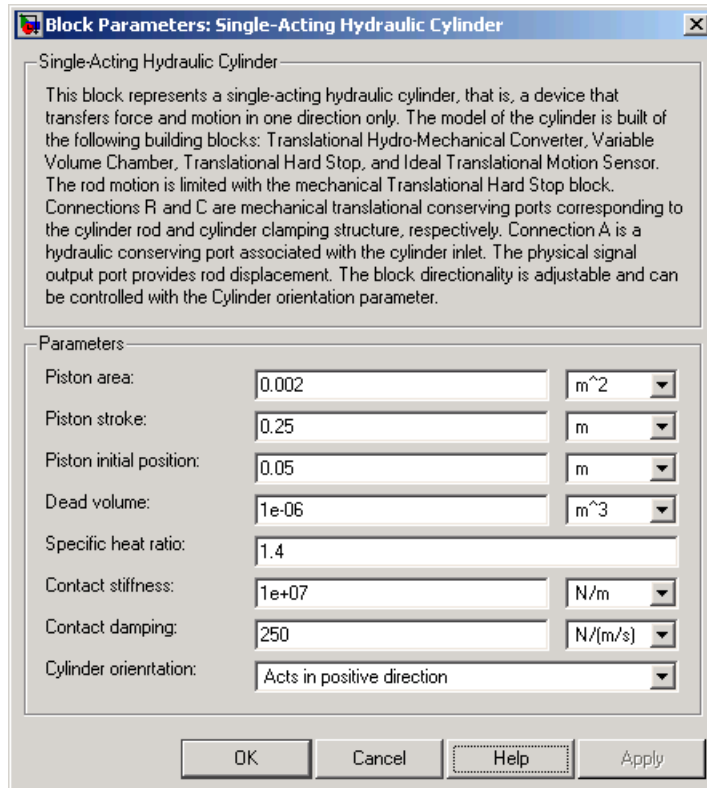 Block Parameters: Single-Acting Hydraulic Cylinder
Single-Acting Hydraulic Cylinder
This block represents a single-acting hydraulic cylinder, that is, a device that
transfers force and motion in one direction only. The model of the cylinder is built of
the following building blocks: Translational Hydro-Mechanical Converter, Variable
Volume Chamber, Translational Hard Stop, and Ideal Translational Motion Sensor.
The rod motion is limited with the mechanical Translational Hard Stop block.
Connections R and C are mechanical translational conserving ports corresponding to
the cylinder rod and cylinder clamping structure, respectively. Connection A is a
hydraulic conserving port associated with the cylinder inlet. The physical signal
output port provides rod displacement. The block directionality is adjustable and can
be controlled with the Cylinder orientation parameter.
Parameters
Piston area: 0.002 m^2
Piston stroke: 0.25 m
Piston initial position: 0.05 m
Dead volume: 1e-06 m^3
Specific heat ratio: 1.4
Contact stiffness: 1e+07 N/m
Contact damping: 250 N/(m/s)
Cylinder orienrtation: Acts in positive direction
OK Cancel Help Apply